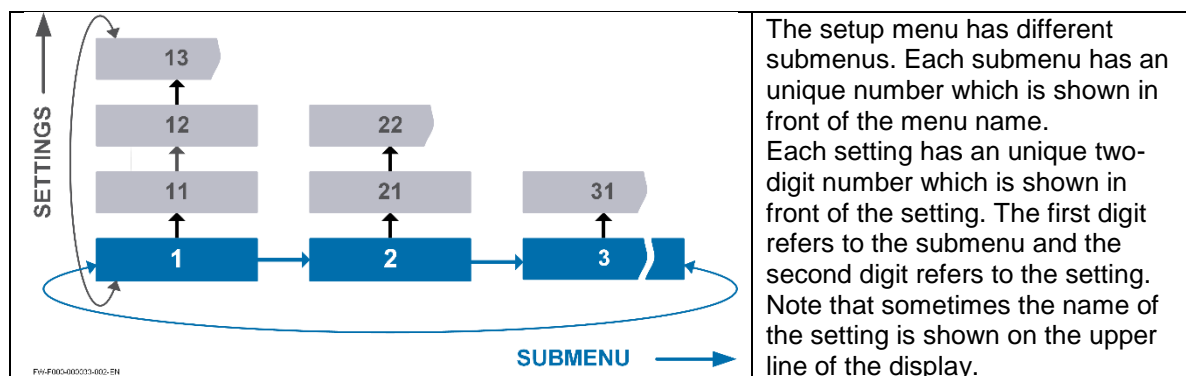 SETTINGS
13
12
22
11
21
31
1
2
3
SUBMENU
FW-F000-000033-002-EN
The setup menu has different
submenus. Each submenu has an
unique number which is shown in
front of the menu name.
Each setting has an unique two-
digit number which is shown in
front of the setting. The first digit
refers to the submenu and the
second digit refers to the setting.
Note that sometimes the name of
the setting is shown on the upper
line of the display.